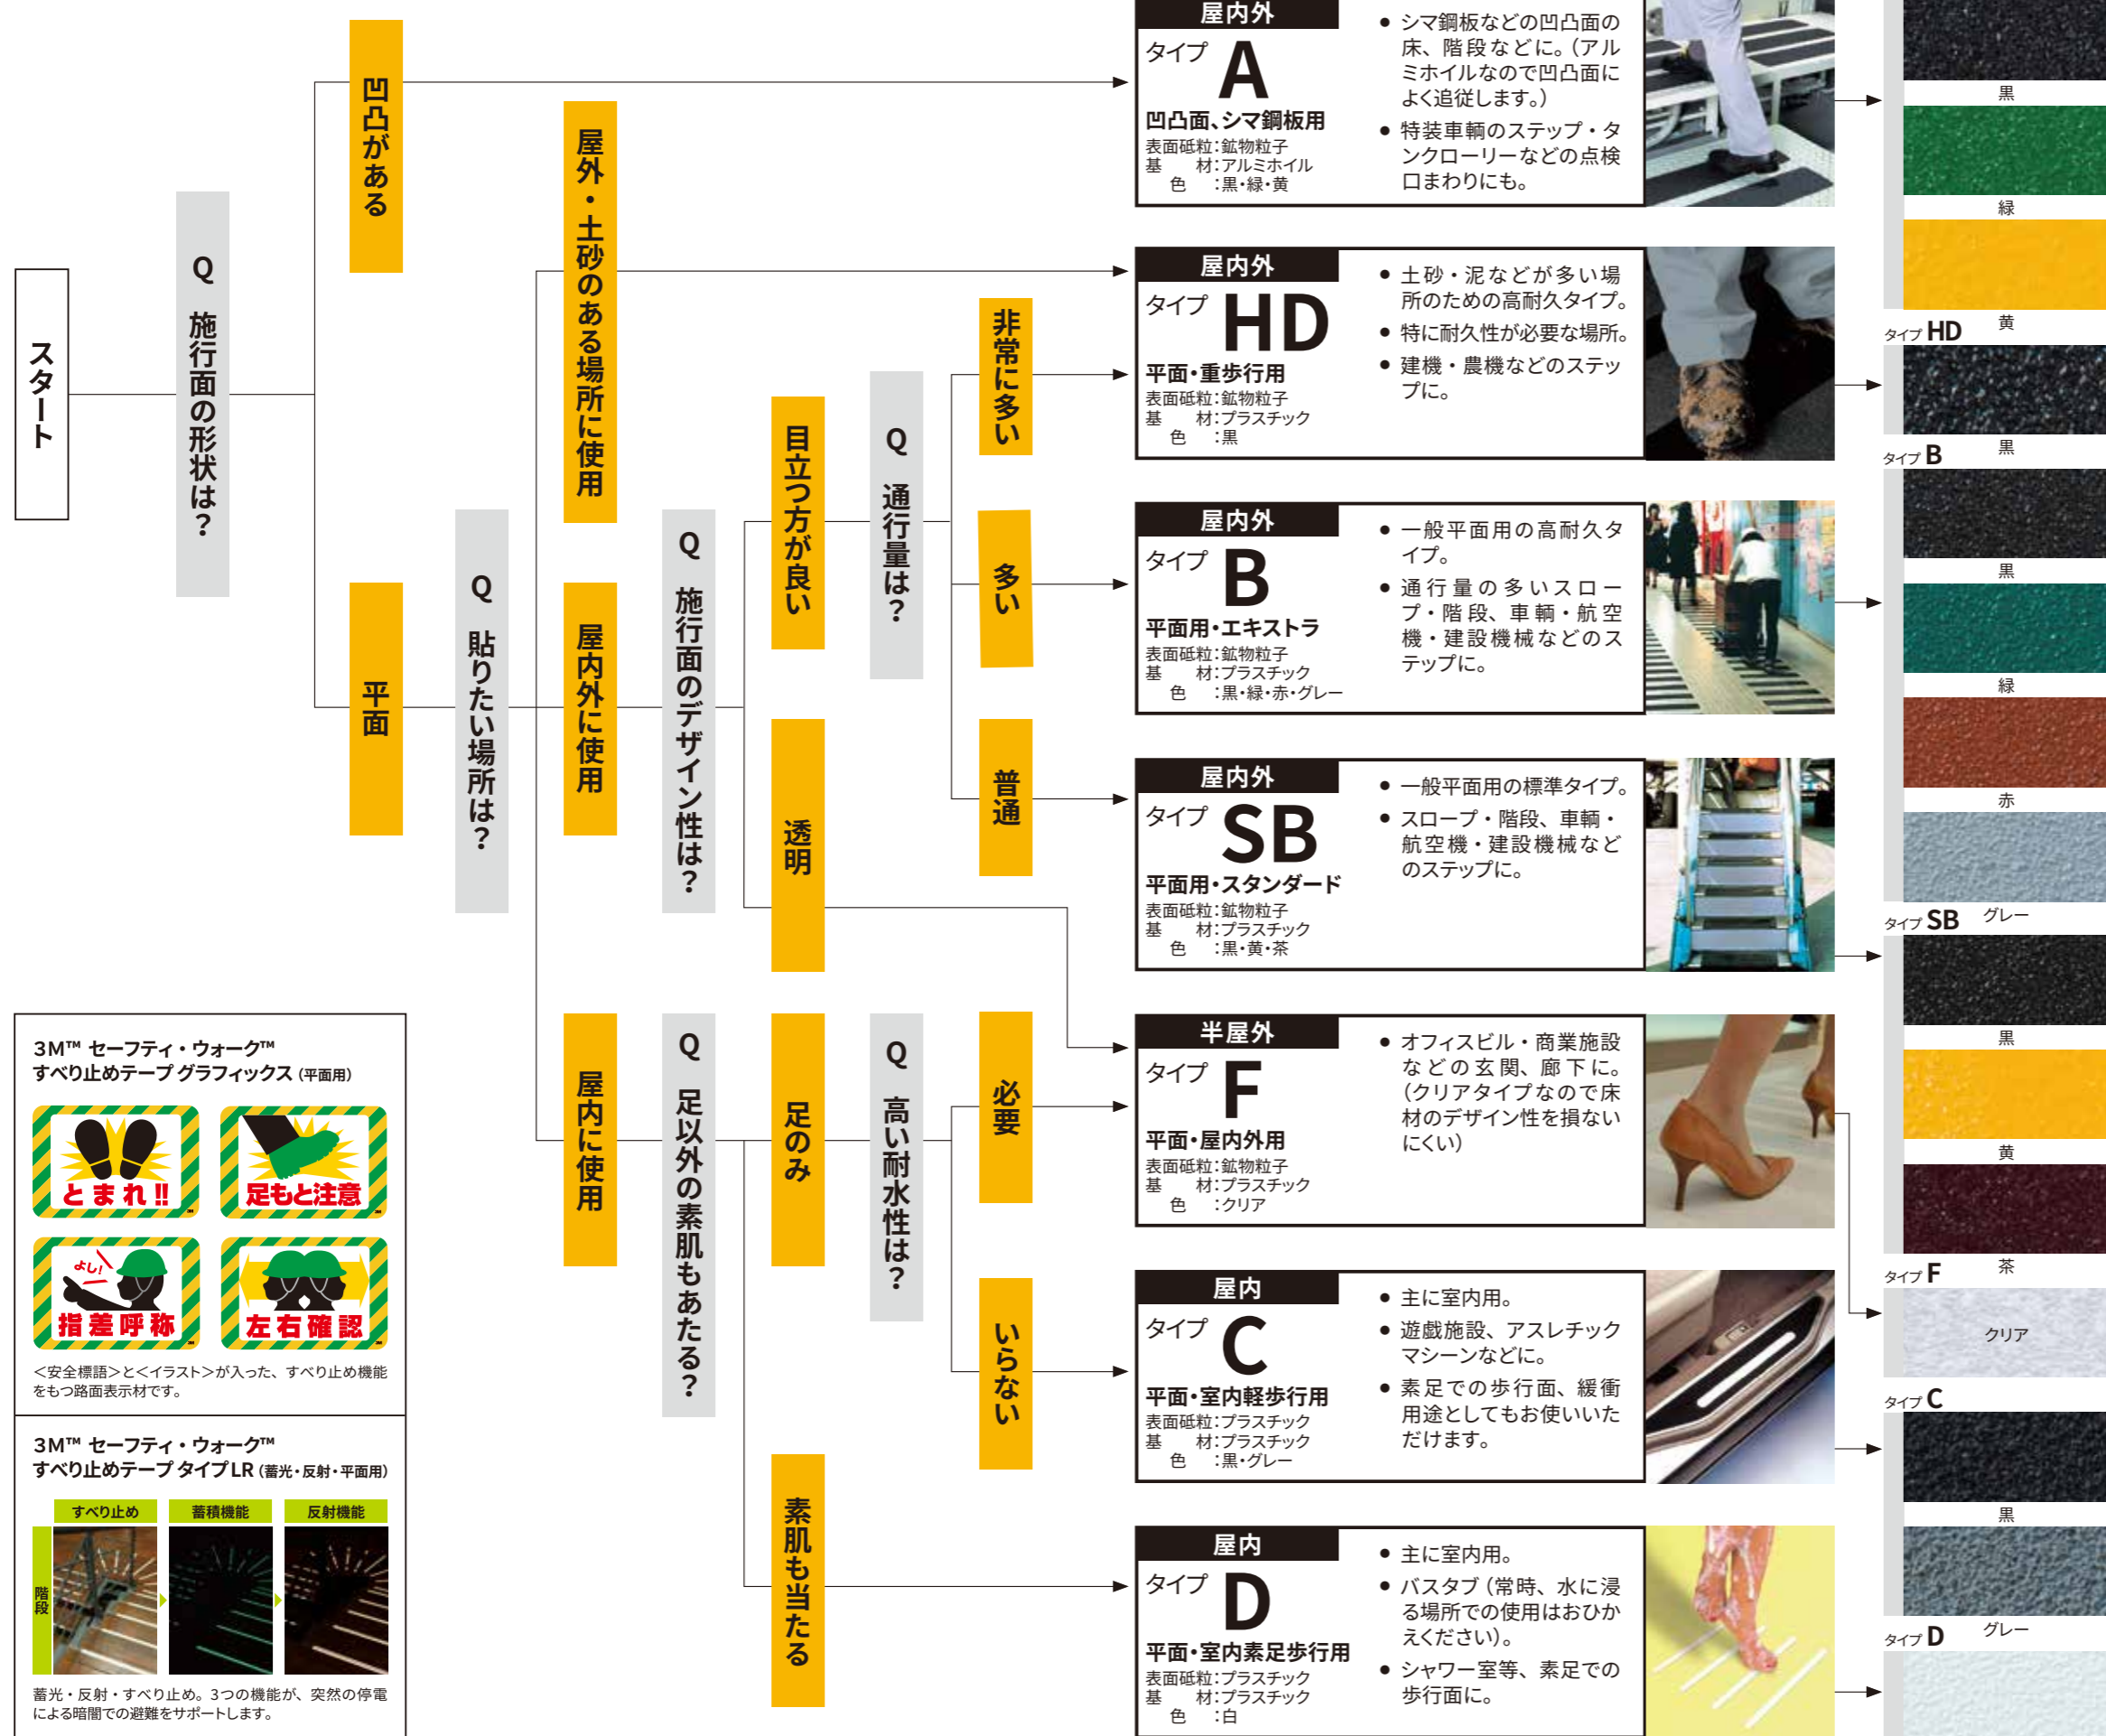 スタート
Q 施行面の形状は？
凹凸がある
平面
Q 貼りたい場所は？
屋外・土砂のある場所に使用
屋内外に使用
屋内に使用
Q 施行面のデザイン性は？
目立つ方が良い
透明
Q 通行量は？
非常に多い
多い
普通
Q 足以外の素肌もあたる？
足のみ
素肌も当たる
Q 高い耐水性は？
必要
いらない
屋内外
タイプ A
凹凸面、シマ鋼板用
表面砥粒：鉱物粒子
基　材：アルミホイル
色　：黒・緑・黄
● シマ鋼板などの凹凸面の
床、階段などに。（アル
ミホイルなので凹凸面に
よく追従します。）
● 特装車輌のステップ・タ
ンクローリーなどの点検
口まわりにも。
屋内外
タイプ HD
平面・重歩行用
表面砥粒：鉱物粒子
基　材：プラスチック
色　：黒
● 土砂・泥などが多い場
所のための高耐久タイプ。
● 特に耐久性が必要な場所。
● 建機・農機などのステッ
プに。
屋内外
タイプ B
平面用・エキストラ
表面砥粒：鉱物粒子
基　材：プラスチック
色　：黒・緑・赤・グレー
● 一般平面用の高耐久タ
イプ。
● 通行量の多いスロー
プ・階段、車輌・航空
機・建設機械などのス
テップに。
屋内外
タイプ SB
平面用・スタンダード
表面砥粒：鉱物粒子
基　材：プラスチック
色　：黒・黄・茶
● 一般平面用の標準タイプ。
● スロープ・階段、車輌・
航空機・建設機械など
のステップに。
半屋外
タイプ F
平面・屋内外用
表面砥粒：鉱物粒子
基　材：プラスチック
色　：クリア
● オフィスビル・商業施設
などの玄関、廊下に。
（クリアタイプなので床
材のデザイン性を損ない
にくい）
屋内
タイプ C
平面・室内軽歩行用
表面砥粒：プラスチック
基　材：プラスチック
色　：黒・グレー
● 主に室内用。
● 遊戯施設、アスレチック
マシーンなどに。
● 素足での歩行面、緩衝
用途としてもお使いいた
だけます。
屋内
タイプ D
平面・室内素足歩行用
表面砥粒：プラスチック
基　材：プラスチック
色　：白
● 主に室内用。
● バスタブ（常時、水に浸
る場所での使用はおひか
えください）。
● シャワー室等、素足での
歩行面に。
黒
緑
黄
タイプ HD
黒
タイプ B
黒
緑
赤
グレー
タイプ SB
黒
黄
茶
タイプ F
クリア
タイプ C
黒
グレー
タイプ D
3M™ セーフティ・ウォーク™
すべり止めテープ グラフィックス（平面用）
とまれ!!
足もと注意
よし!
指差呼称
左右確認
＜安全標語＞と＜イラスト＞が入った、すべり止め機能
をもつ路面表示材です。
3M™ セーフティ・ウォーク™
すべり止めテープ タイプLR（蓄光・反射・平面用）
すべり止め
蓄積機能
反射機能
階段
蓄光・反射・すべり止め。3つの機能が、突然の停電
による暗闇での避難をサポートします。